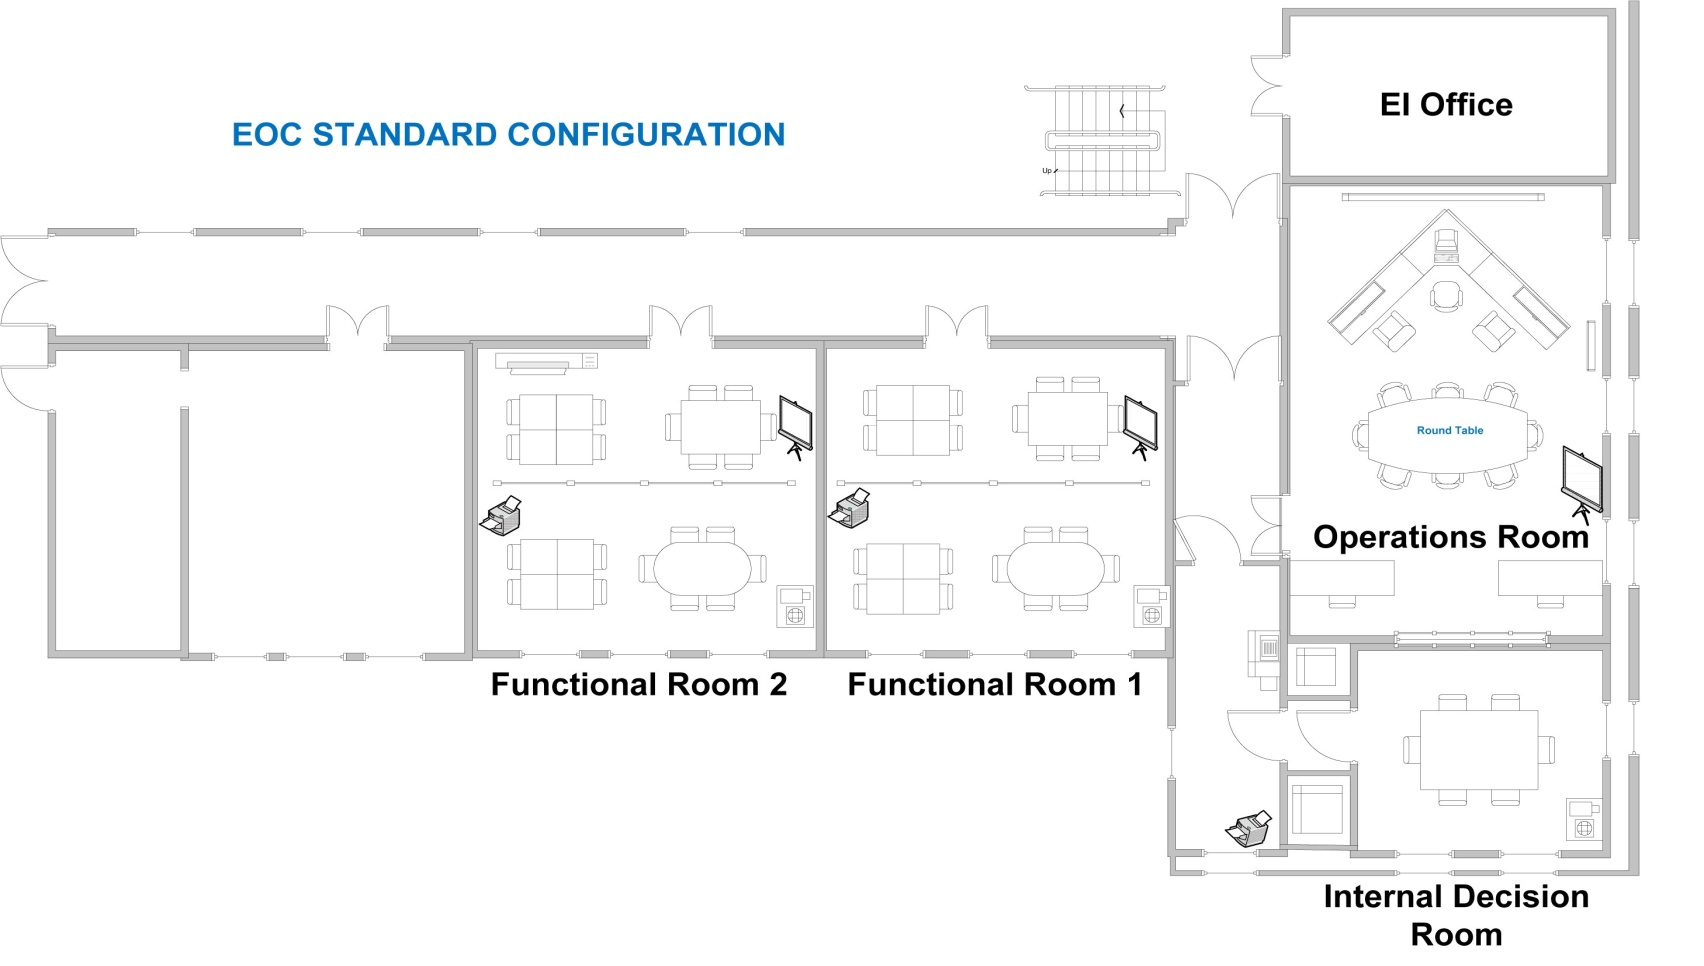 EI Office
EOC STANDARD CONFIGURATION
Up
Round Table
Operations Room
Functional Room 2
Functional Room 1
Internal Decision
Room